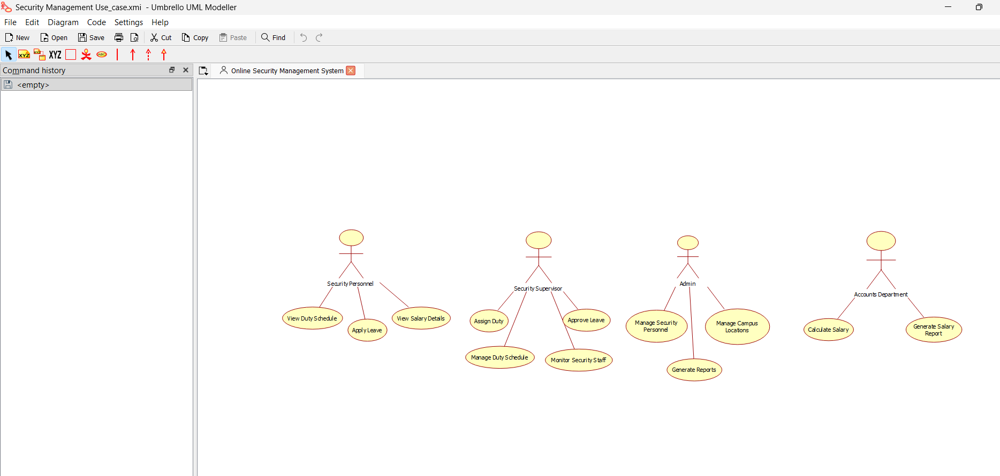 Security Management Use_case.xmi - Umbrello UML Modeller
File Edit Diagram Code Settings Help
New Open Save Cut Copy Paste Find
XYZ XYZ XYZ ABC
Command history
Online Security Management System
<empty>
Security Personnel
Security Supervisor
Admin
Accounts Department
View Duty Schedule
Apply Leave
View Salary Details
Assign Duty
Approve Leave
Manage Duty Schedule
Monitor Security Staff
Manage Security
Personnel
Manage Campus
Locations
Generate Reports
Calculate Salary
Generate Salary
Report